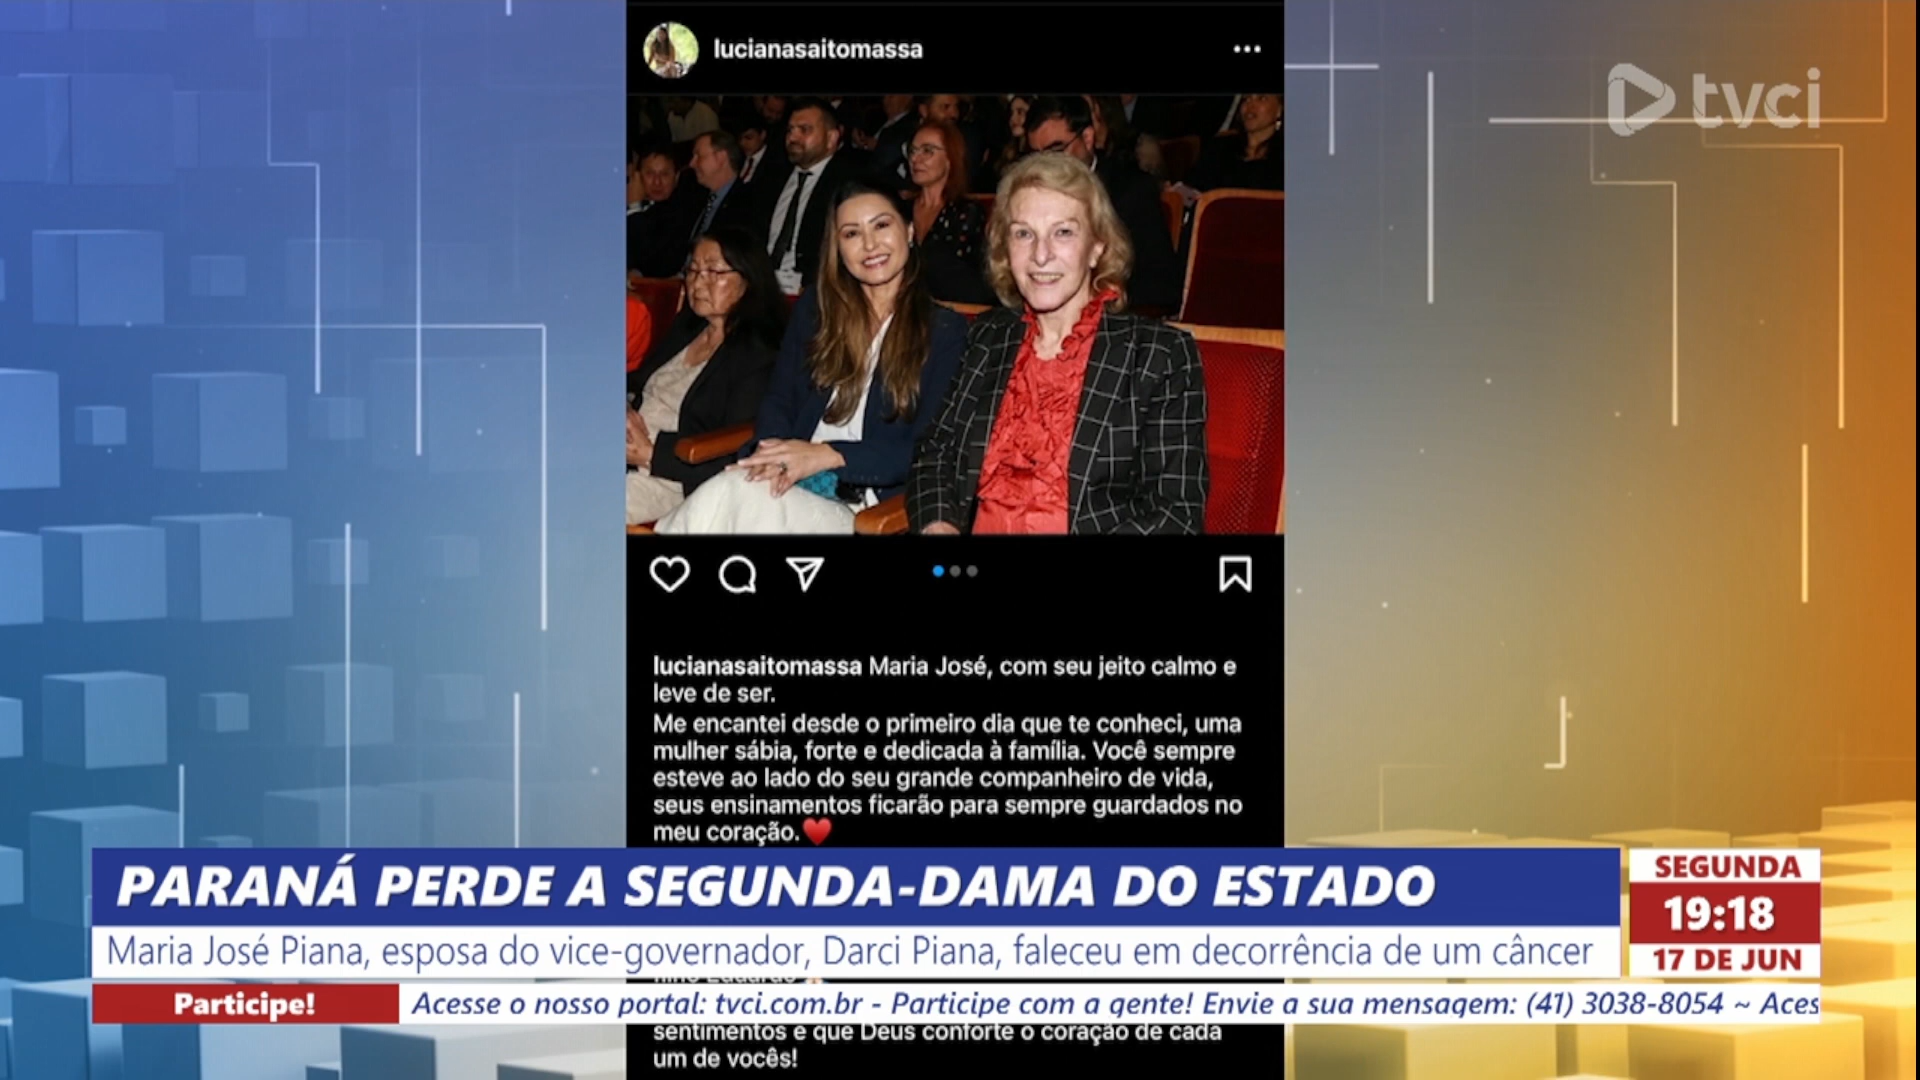 lucianasaitomassa
tvci
lucianasaitomassa Maria José, com seu jeito calmo e
leve de ser.
Me encantei desde o primeiro dia que te conheci, uma
mulher sábia, forte e dedicada à família. Você sempre
esteve ao lado do seu grande companheiro de vida,
seus ensinamentos ficarão para sempre guardados no
meu coração.❤️
PARANÁ PERDE A SEGUNDA-DAMA DO ESTADO
Maria José Piana, esposa do vice-governador, Darci Piana, faleceu em decorrência de um câncer
SEGUNDA
19:18
17 DE JUN
Participe!
Acesse o nosso portal: tvci.com.br - Participe com a gente! Envie a sua mensagem: (41) 3038-8054 ~ Aces
sentimentos e que Deus conforte o coração de cada
um de vocês!